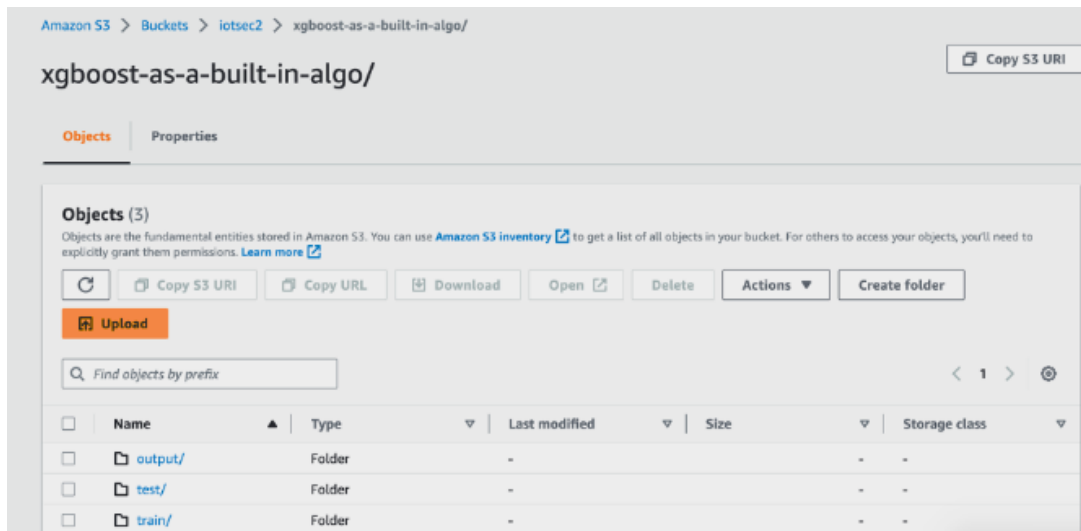 Amazon S3 > Buckets > iotsec2 > xgboost-as-a-built-in-algo/
Copy S3 URI
xgboost-as-a-built-in-algo/
Objects Properties
Objects (3)
Objects are the fundamental entities stored in Amazon S3. You can use Amazon S3 inventory to get a list of all objects in your bucket. For others to access your objects, you'll need to
explicitly grant them permissions. Learn more
Copy S3 URI Copy URL Download Open Delete Actions Create folder
Upload
Find objects by prefix < 1 >
Name Type Last modified Size Storage class
output/ Folder - - -
test/ Folder - - -
train/ Folder - - -